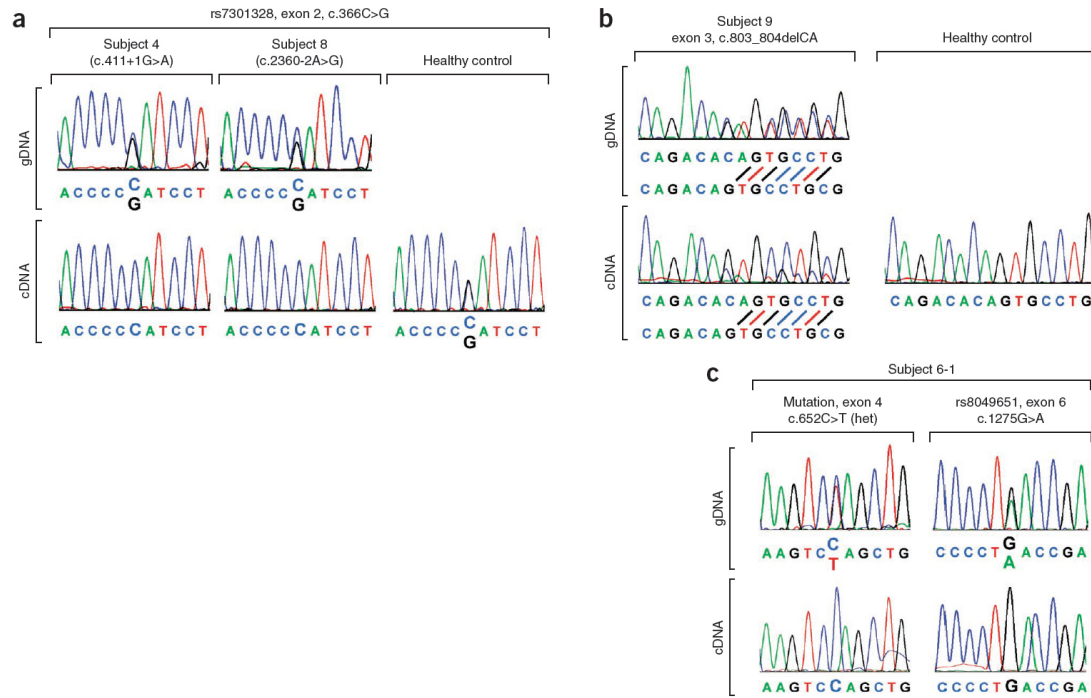 a
rs7301328, exon 2, c.366C>G
Subject 4
(c.411+1G>A)
Subject 8
(c.2360-2A>G)
Healthy control
gDNA
ACCCCCATCCT
G
ACCCCCATCCT
G
cDNA
ACCCCCATCCT
ACCCCCATCCT
ACCCCCATCCT
G
b
Subject 9
exon 3, c.803_804delCA
Healthy control
gDNA
CAGACACAGTGCCTG
CAGACAGTGCCTGCG
cDNA
CAGACACAGTGCCTG
CAGACAGTGCCTGCG
CAGACACAGTGCCTG
c
Subject 6-1
Mutation, exon 4
c.652C>T (het)
rs8049651, exon 6
c.1275G>A
gDNA
AAGTCCAGCTG
T
CCCCTGACCGA
A
cDNA
AAGTCCAGCTG
CCCCTGACCGA